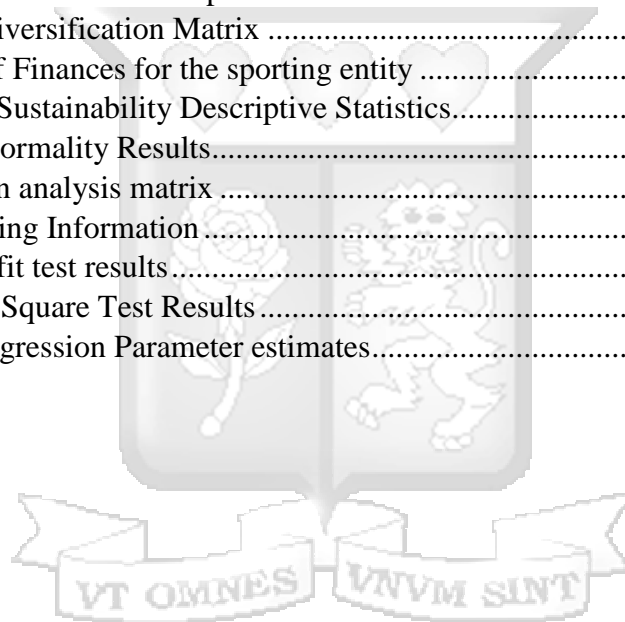 iversification Matrix
f Finances for the sporting entity
Sustainability Descriptive Statistics
ormality Results
n analysis matrix
ing Information
fit test results
Square Test Results
gression Parameter estimates
VT OMNES VNVM SINT